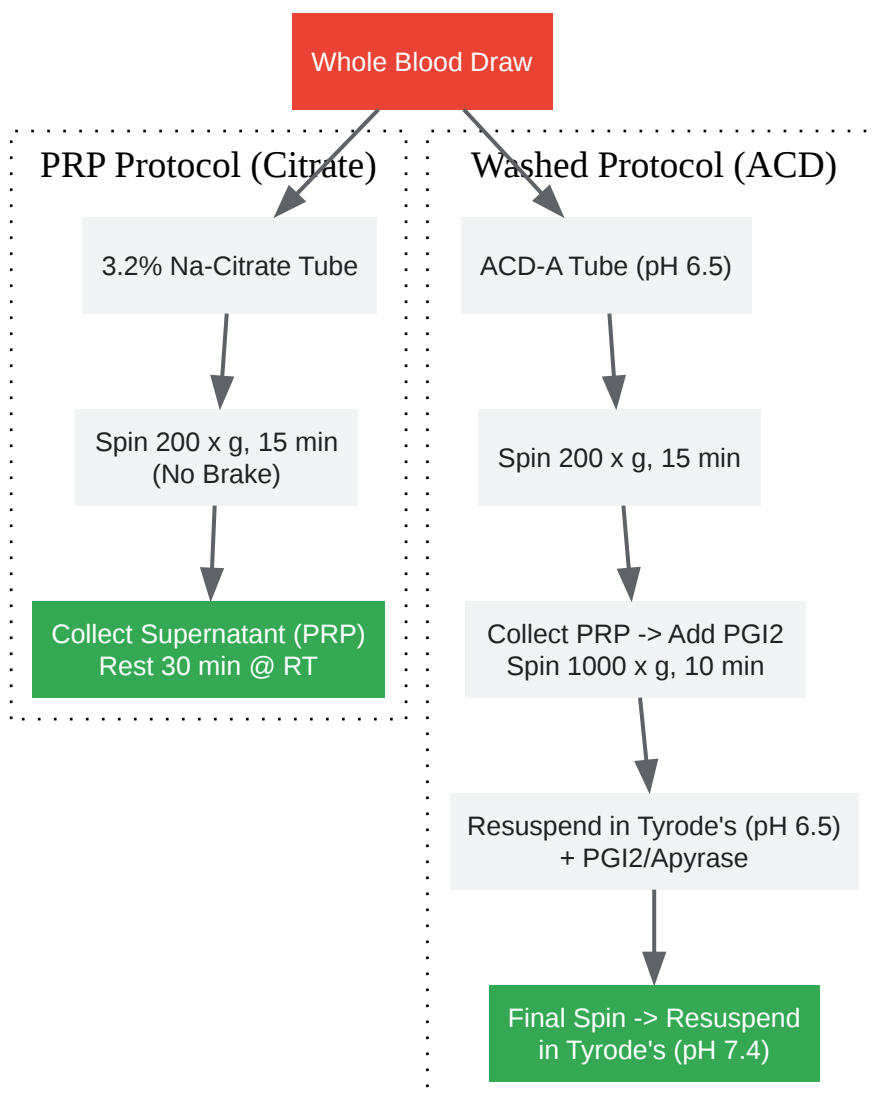 Whole Blood Draw
PRP Protocol (Citrate)
3.2% Na-Citrate Tube
Spin 200 x g, 15 min
(No Brake)
Collect Supernatant (PRP)
Rest 30 min @ RT
Washed Protocol (ACD)
ACD-A Tube (pH 6.5)
Spin 200 x g, 15 min
Collect PRP -> Add PGI2
Spin 1000 x g, 10 min
Resuspend in Tyrode's (pH 6.5)
+ PGI2/Apyrase
Final Spin -> Resuspend
in Tyrode's (pH 7.4)